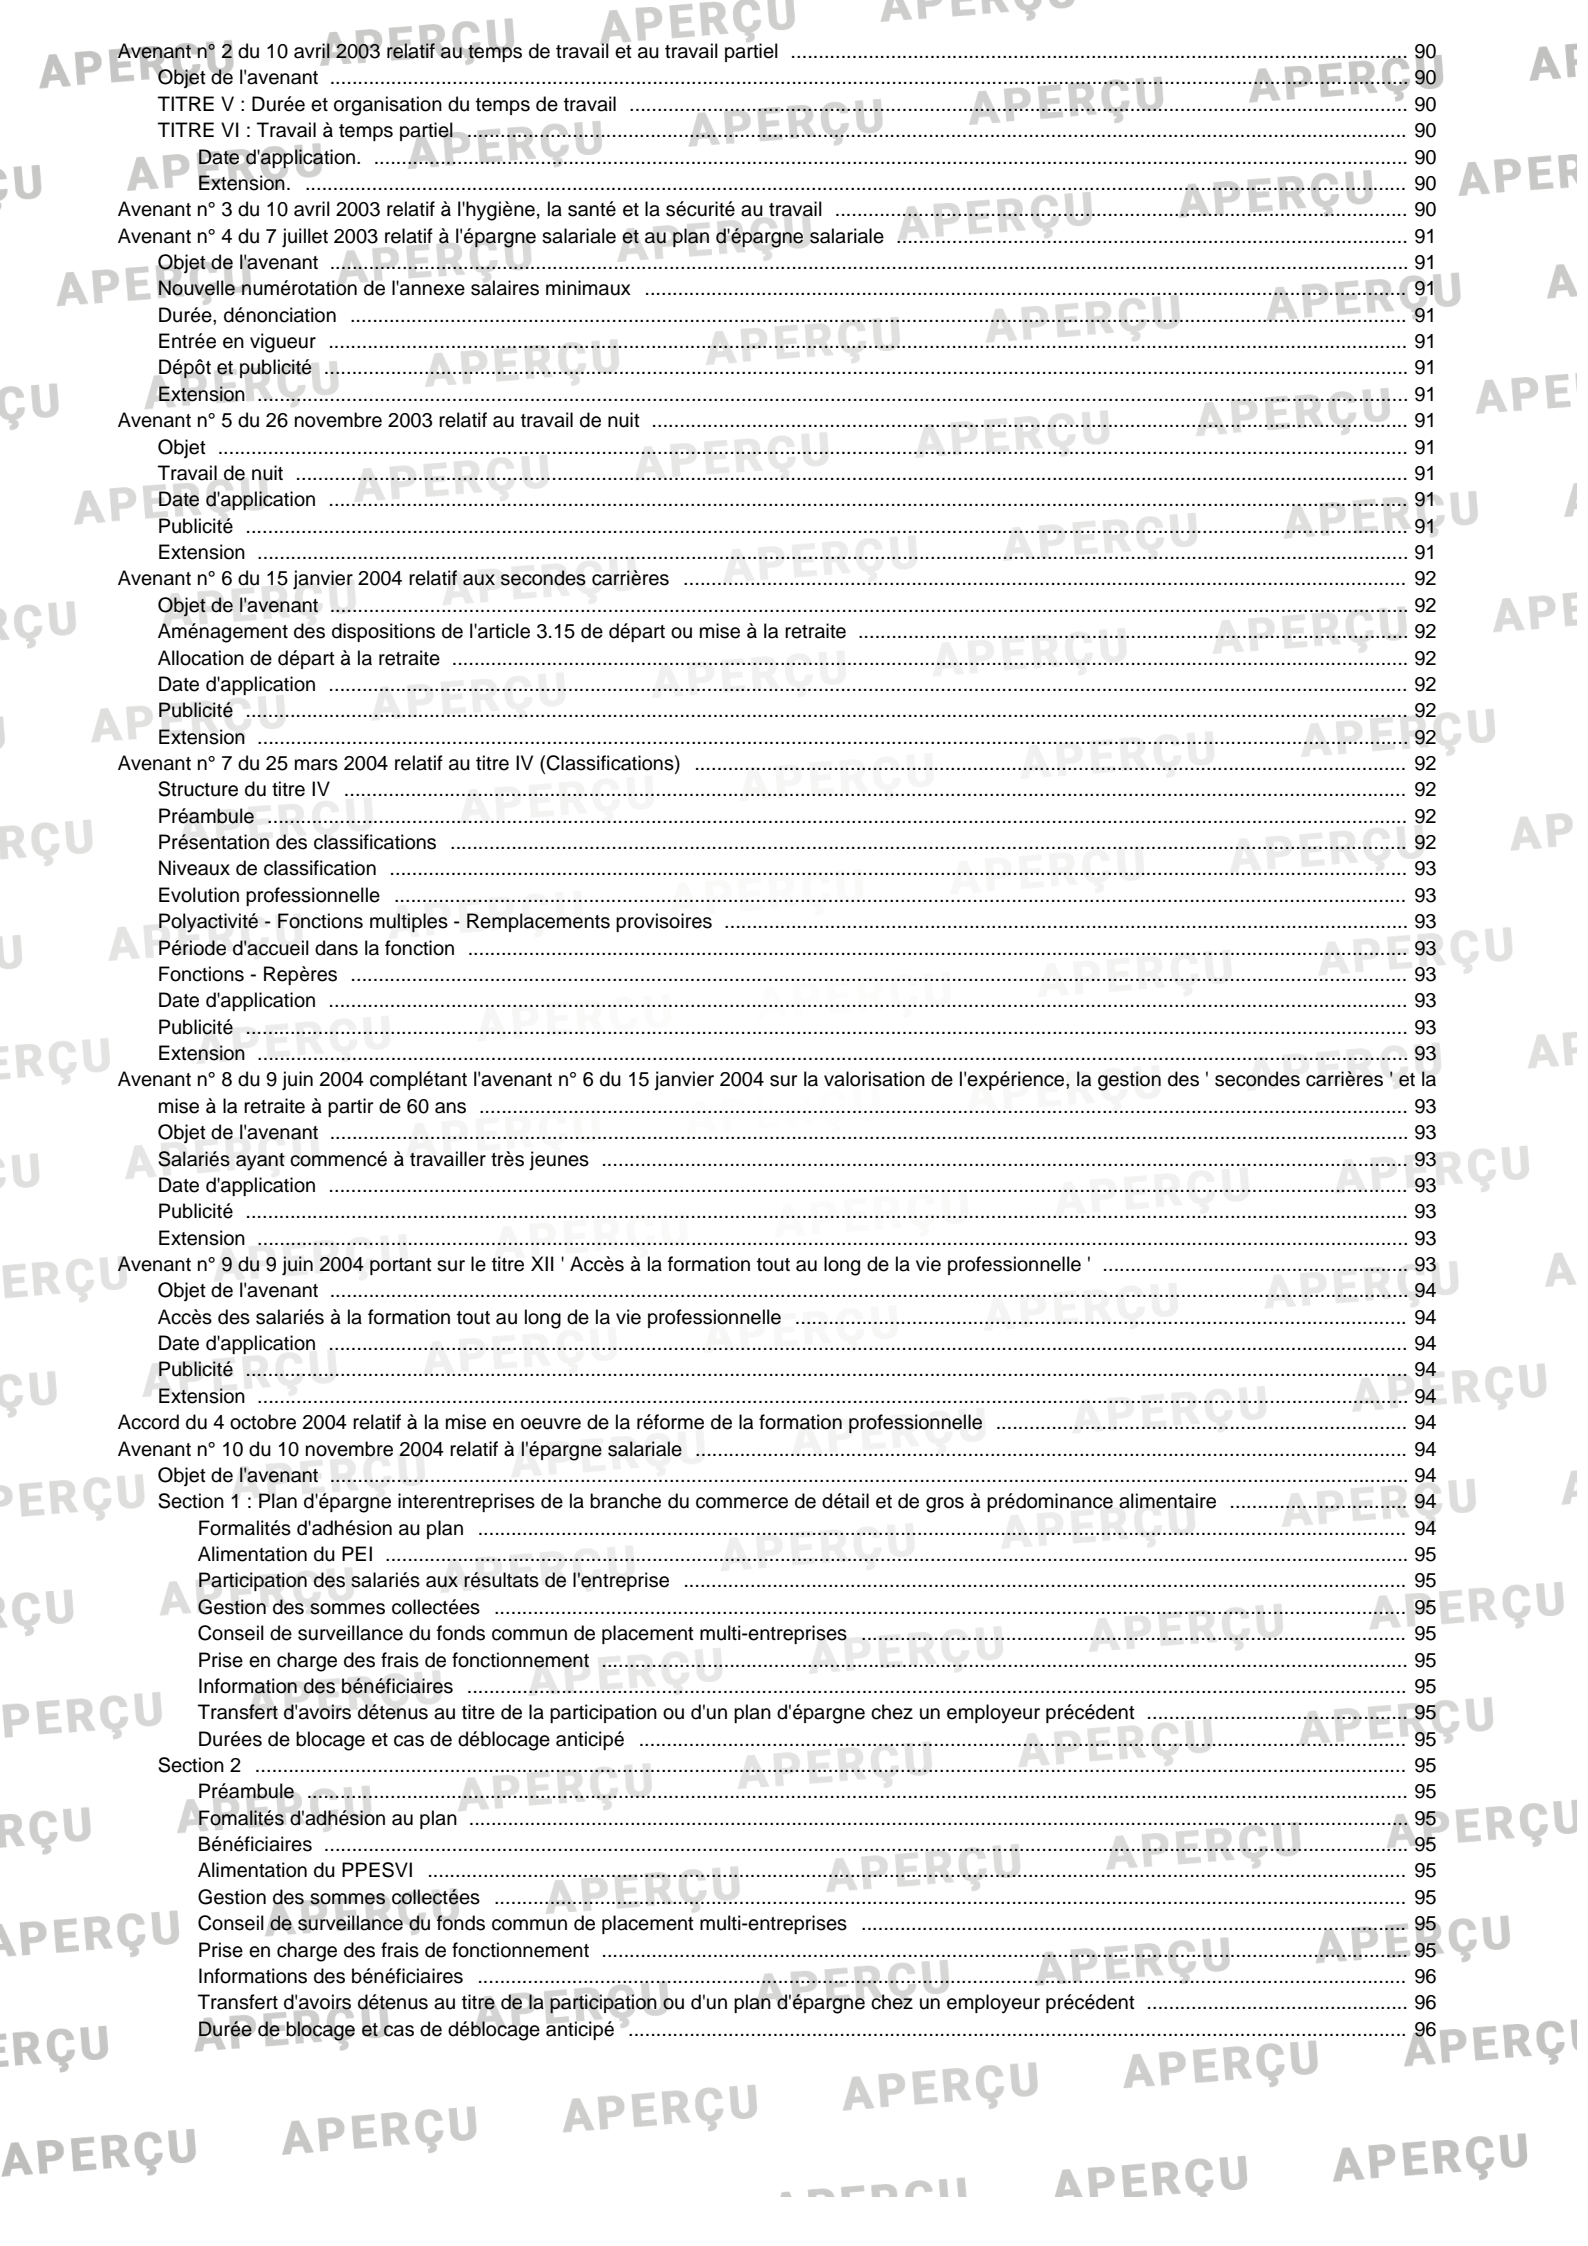 Avenant n° 2 du 10 avril 2003 relatif au temps de travail et au travail partiel ........ 90
Objet de l'avenant ........ 90
TITRE V : Durée et organisation du temps de travail ........ 90
TITRE VI : Travail à temps partiel ........ 90
Date d'application. ........ 90
Extension. ........ 90
Avenant n° 3 du 10 avril 2003 relatif à l'hygiène, la santé et la sécurité au travail ........ 90
Avenant n° 4 du 7 juillet 2003 relatif à l'épargne salariale et au plan d'épargne salariale ........ 91
Objet de l'avenant ........ 91
Nouvelle numérotation de l'annexe salaires minimaux ........ 91
Durée, dénonciation ........ 91
Entrée en vigueur ........ 91
Dépôt et publicité ........ 91
Extension ........ 91
Avenant n° 5 du 26 novembre 2003 relatif au travail de nuit ........ 91
Objet ........ 91
Travail de nuit ........ 91
Date d'application ........ 91
Publicité ........ 91
Extension ........ 91
Avenant n° 6 du 15 janvier 2004 relatif aux secondes carrières ........ 92
Objet de l'avenant ........ 92
Aménagement des dispositions de l'article 3.15 de départ ou mise à la retraite ........ 92
Allocation de départ à la retraite ........ 92
Date d'application ........ 92
Publicité ........ 92
Extension ........ 92
Avenant n° 7 du 25 mars 2004 relatif au titre IV (Classifications) ........ 92
Structure du titre IV ........ 92
Préambule ........ 92
Présentation des classifications ........ 92
Niveaux de classification ........ 93
Evolution professionnelle ........ 93
Polyactivité - Fonctions multiples - Remplacements provisoires ........ 93
Période d'accueil dans la fonction ........ 93
Fonctions - Repères ........ 93
Date d'application ........ 93
Publicité ........ 93
Extension ........ 93
Avenant n° 8 du 9 juin 2004 complétant l'avenant n° 6 du 15 janvier 2004 sur la valorisation de l'expérience, la gestion des ' secondes carrières ' et la
mise à la retraite à partir de 60 ans ........ 93
Objet de l'avenant ........ 93
Salariés ayant commencé à travailler très jeunes ........ 93
Date d'application ........ 93
Publicité ........ 93
Extension ........ 93
Avenant n° 9 du 9 juin 2004 portant sur le titre XII ' Accès à la formation tout au long de la vie professionnelle ' ........ 93
Objet de l'avenant ........ 94
Accès des salariés à la formation tout au long de la vie professionnelle ........ 94
Date d'application ........ 94
Publicité ........ 94
Extension ........ 94
Accord du 4 octobre 2004 relatif à la mise en oeuvre de la réforme de la formation professionnelle ........ 94
Avenant n° 10 du 10 novembre 2004 relatif à l'épargne salariale ........ 94
Objet de l'avenant ........ 94
Section 1 : Plan d'épargne interentreprises de la branche du commerce de détail et de gros à prédominance alimentaire ........ 94
Formalités d'adhésion au plan ........ 94
Alimentation du PEI ........ 95
Participation des salariés aux résultats de l'entreprise ........ 95
Gestion des sommes collectées ........ 95
Conseil de surveillance du fonds commun de placement multi-entreprises ........ 95
Prise en charge des frais de fonctionnement ........ 95
Information des bénéficiaires ........ 95
Transfert d'avoirs détenus au titre de la participation ou d'un plan d'épargne chez un employeur précédent ........ 95
Durées de blocage et cas de déblocage anticipé ........ 95
Section 2 ........ 95
Préambule ........ 95
Fomalités d'adhésion au plan ........ 95
Bénéficiaires ........ 95
Alimentation du PPESVI ........ 95
Gestion des sommes collectées ........ 95
Conseil de surveillance du fonds commun de placement multi-entreprises ........ 95
Prise en charge des frais de fonctionnement ........ 95
Informations des bénéficiaires ........ 96
Transfert d'avoirs détenus au titre de la participation ou d'un plan d'épargne chez un employeur précédent ........ 96
Durée de blocage et cas de déblocage anticipé ........ 96
APERÇU